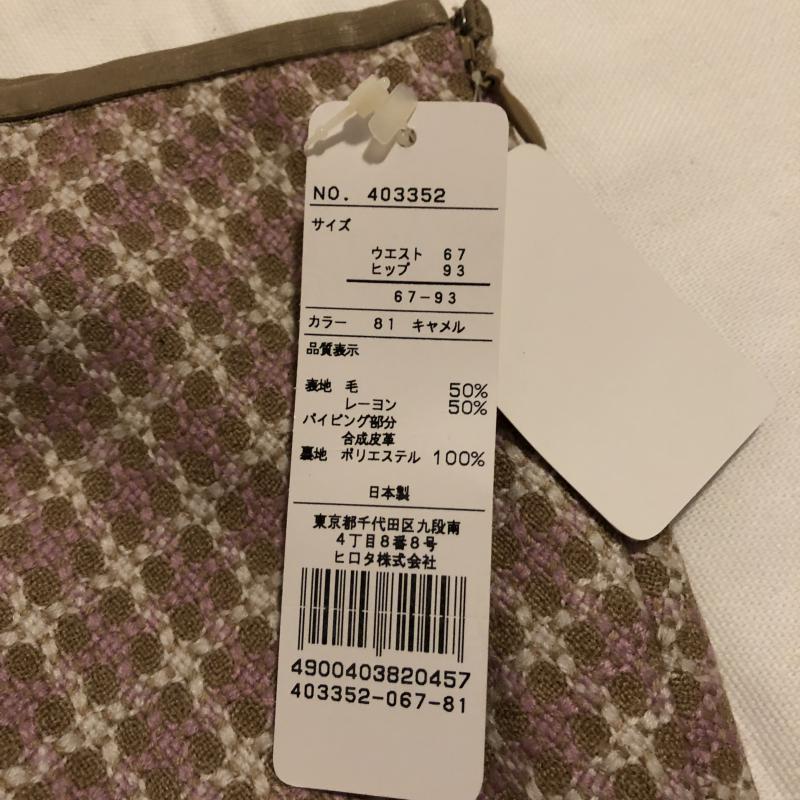 NO. 403352
サイズ
ウエスト 67
ヒップ 93
67-93
カラー 81 キャメル
品質表示
表地 毛 50%
レーヨン 50%
パイピング部分
合成皮革
裏地 ポリエステル 100%
日本製
東京都千代田区九段南
4丁目8番8号
ヒロタ株式会社
4900403820457
403352-067-81